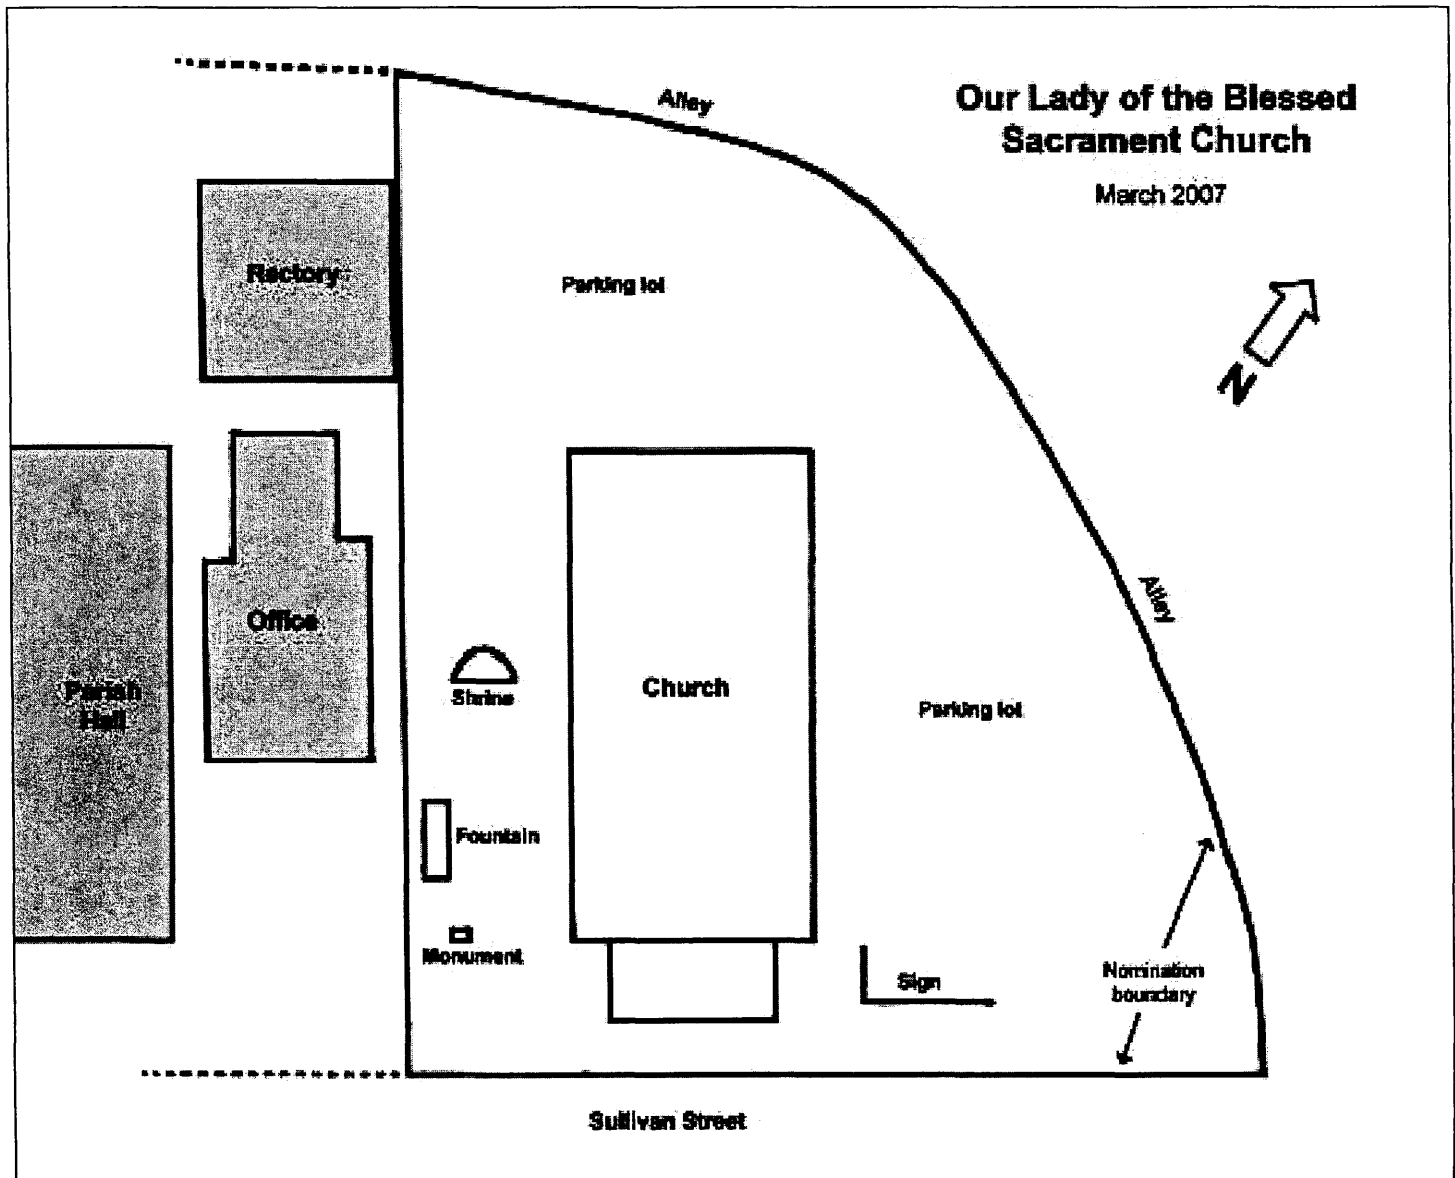 Our Lady of the Blessed
Sacrament Church
March 2007
Alley
Rectory
Parking lot
N
Alley
Office
Parish
Hall
Shrine
Church
Parking lot
Fountain
Monument
Sign
Nomination
boundary
Sullivan Street